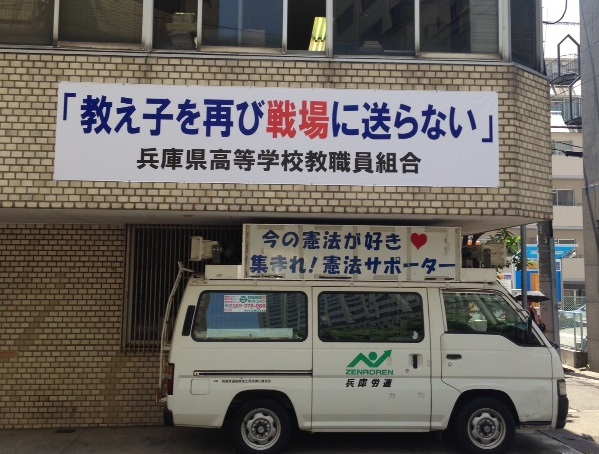 「教え子を再び戦場に送らない」
兵庫県高等学校教職員組合
今の憲法が好き♥
集まれ！憲法サポーター
ZENROREN
兵庫労連